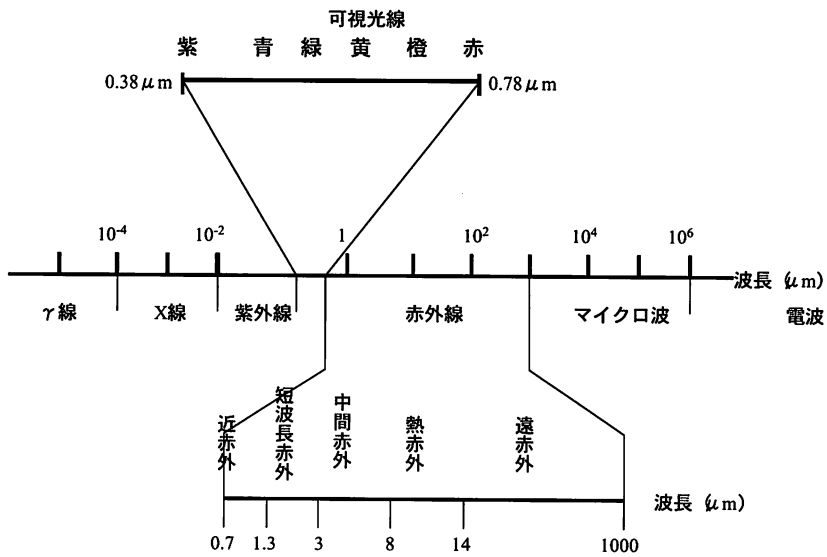 可視光線
紫 青 緑 黄 橙 赤
0.38μm 0.78μm
10-4 10-2 1 10² 10⁴ 10⁶
波長 (μm)
γ線 X線 紫外線 赤外線 マイクロ波 電波
近赤外 短波長赤外 中間赤外 熱赤外 遠赤外
波長 (μm)
0.7 1.3 3 8 14 1000